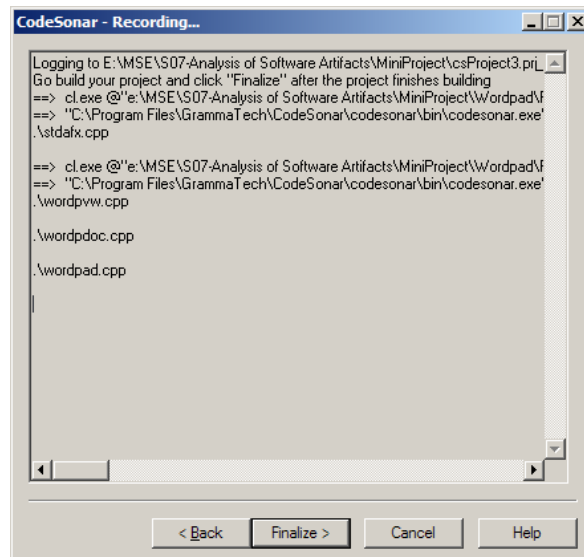 CodeSonar - Recording...
Logging to E:\MSE\S07-Analysis of Software Artifacts\MiniProject\csProject3.prj_
Go build your project and click "Finalize" after the project finishes building
==> cl.exe @"e:\MSE\S07-Analysis of Software Artifacts\MiniProject\Wordpad\F
==> "C:\Program Files\GrammaTech\CodeSonar\codesonar\bin\codesonar.exe"
.\stdafx.cpp
==> cl.exe @"e:\MSE\S07-Analysis of Software Artifacts\MiniProject\Wordpad\F
==> "C:\Program Files\GrammaTech\CodeSonar\codesonar\bin\codesonar.exe"
.\wordpvw.cpp
.\wordpdoc.cpp
.\wordpad.cpp
< Back Finalize > Cancel Help